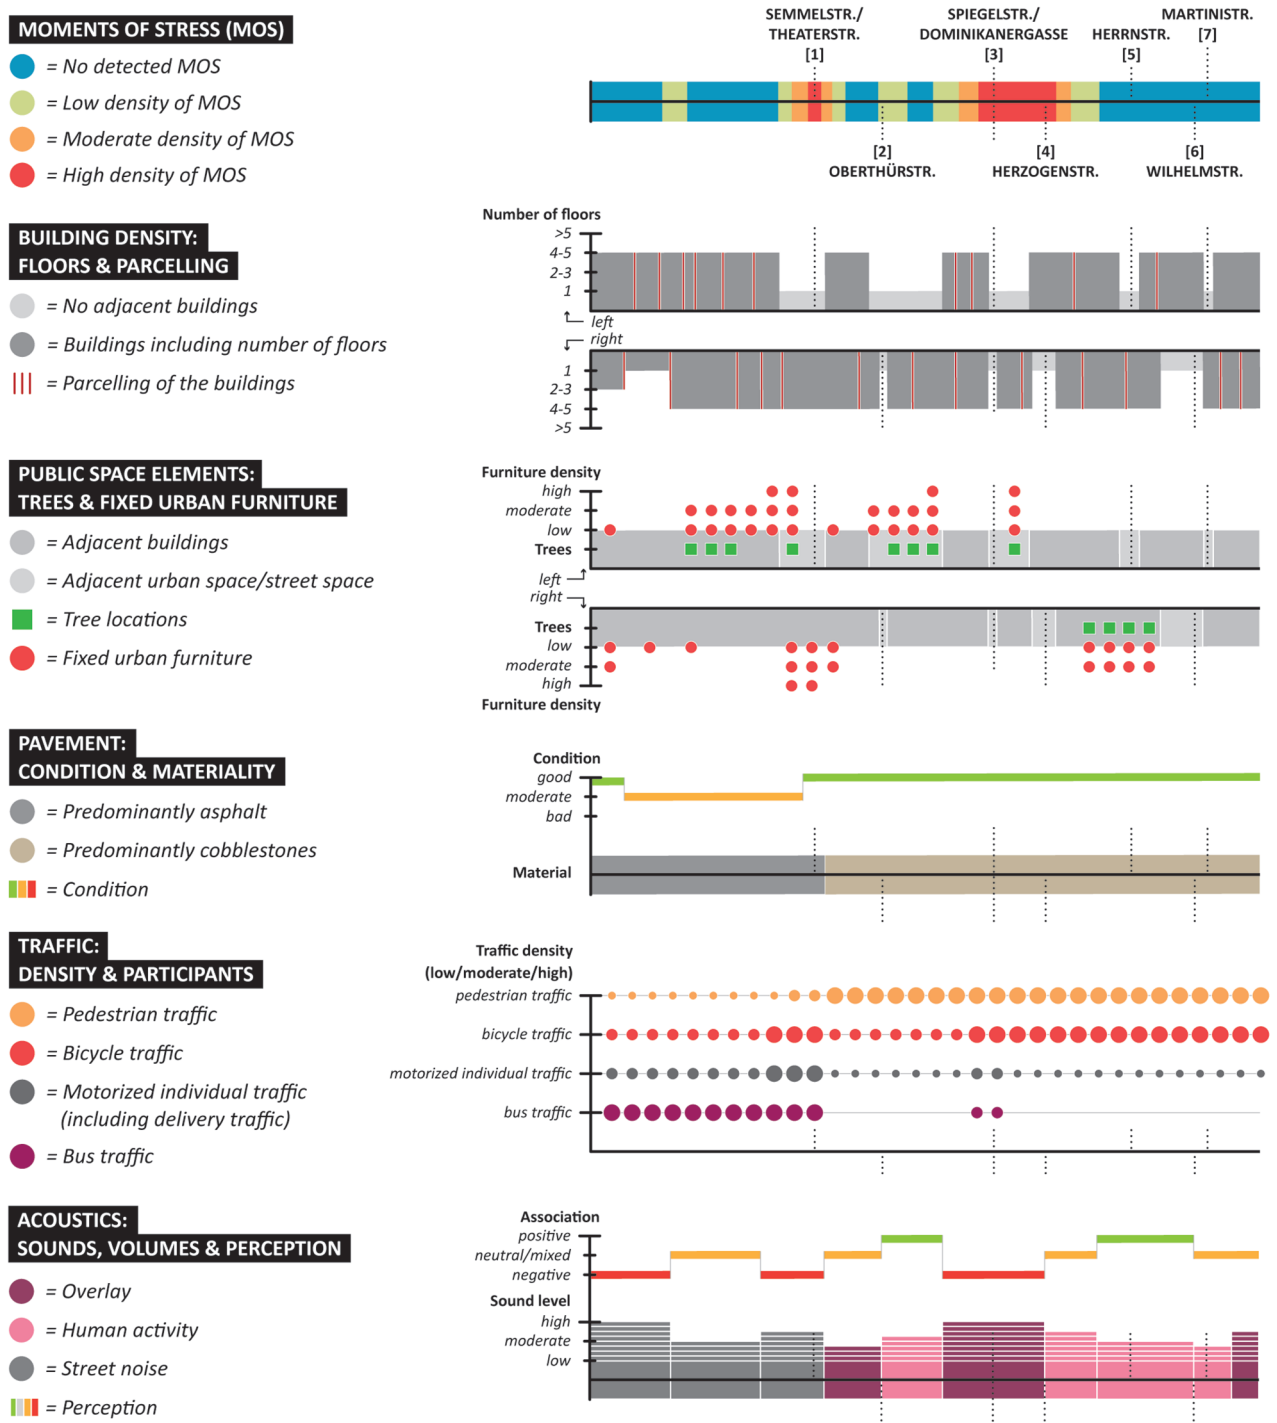 MOMENTS OF STRESS (MOS)
= No detected MOS
= Low density of MOS
= Moderate density of MOS
= High density of MOS
SEMMELSTR./
THEATERSTR.
[1]
SPIEGELSTR./
DOMINIKANERGASSE
[3]
HERRNSTR.
[5]
MARTINISTR.
[7]
[2]
OBERTHÜRSTR.
[4]
HERZOGENSTR.
[6]
WILHELMSTR.
BUILDING DENSITY:
FLOORS & PARCELLING
= No adjacent buildings
= Buildings including number of floors
= Parcelling of the buildings
Number of floors
>5
4-5
2-3
1
left
right
1
2-3
4-5
>5
PUBLIC SPACE ELEMENTS:
TREES & FIXED URBAN FURNITURE
= Adjacent buildings
= Adjacent urban space/street space
= Tree locations
= Fixed urban furniture
Furniture density
high
moderate
low
Trees
left
right
Trees
low
moderate
high
Furniture density
PAVEMENT:
CONDITION & MATERIALITY
= Predominantly asphalt
= Predominantly cobblestones
= Condition
Condition
good
moderate
bad
Material
TRAFFIC:
DENSITY & PARTICIPANTS
= Pedestrian traffic
= Bicycle traffic
= Motorized individual traffic
(including delivery traffic)
= Bus traffic
Traffic density
(low/moderate/high)
pedestrian traffic
bicycle traffic
motorized individual traffic
bus traffic
ACOUSTICS:
SOUNDS, VOLUMES & PERCEPTION
= Overlay
= Human activity
= Street noise
= Perception
Association
positive
neutral/mixed
negative
Sound level
high
moderate
low